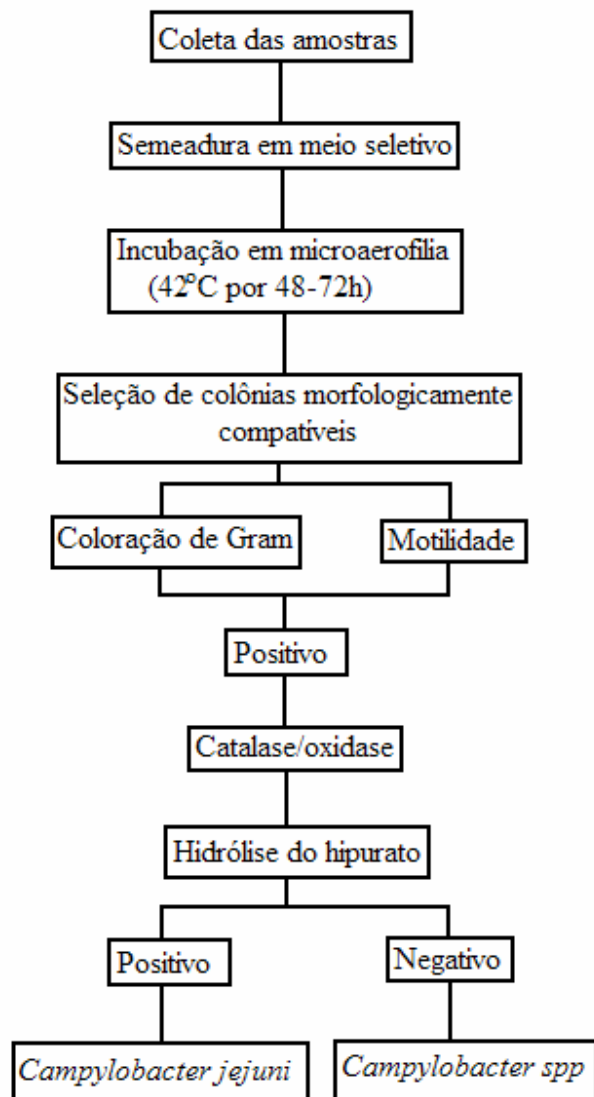 Coleta das amostras
Semeadura em meio seletivo
Incubação em microaerofilia
(42°C por 48-72h)
Seleção de colônias morfologicamente
compatíveis
Coloração de Gram
Motilidade
Positivo
Catalase/oxidase
Hidrólise do hipurato
Positivo
Negativo
Campylobacter jejuni
Campylobacter spp